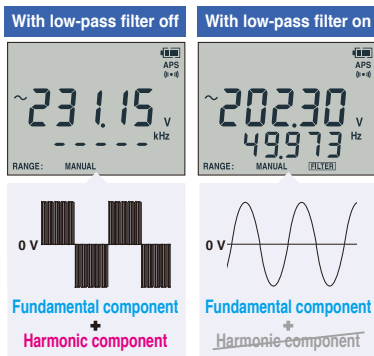 With low-pass filter off
APS
~231.15 V
----- kHz
RANGE: MANUAL
0 V
Fundamental component
+
Harmonic component
With low-pass filter on
APS
~202.30 V
49.973 Hz
RANGE: MANUAL FILTER
0 V
Fundamental component
+
Harmonic component